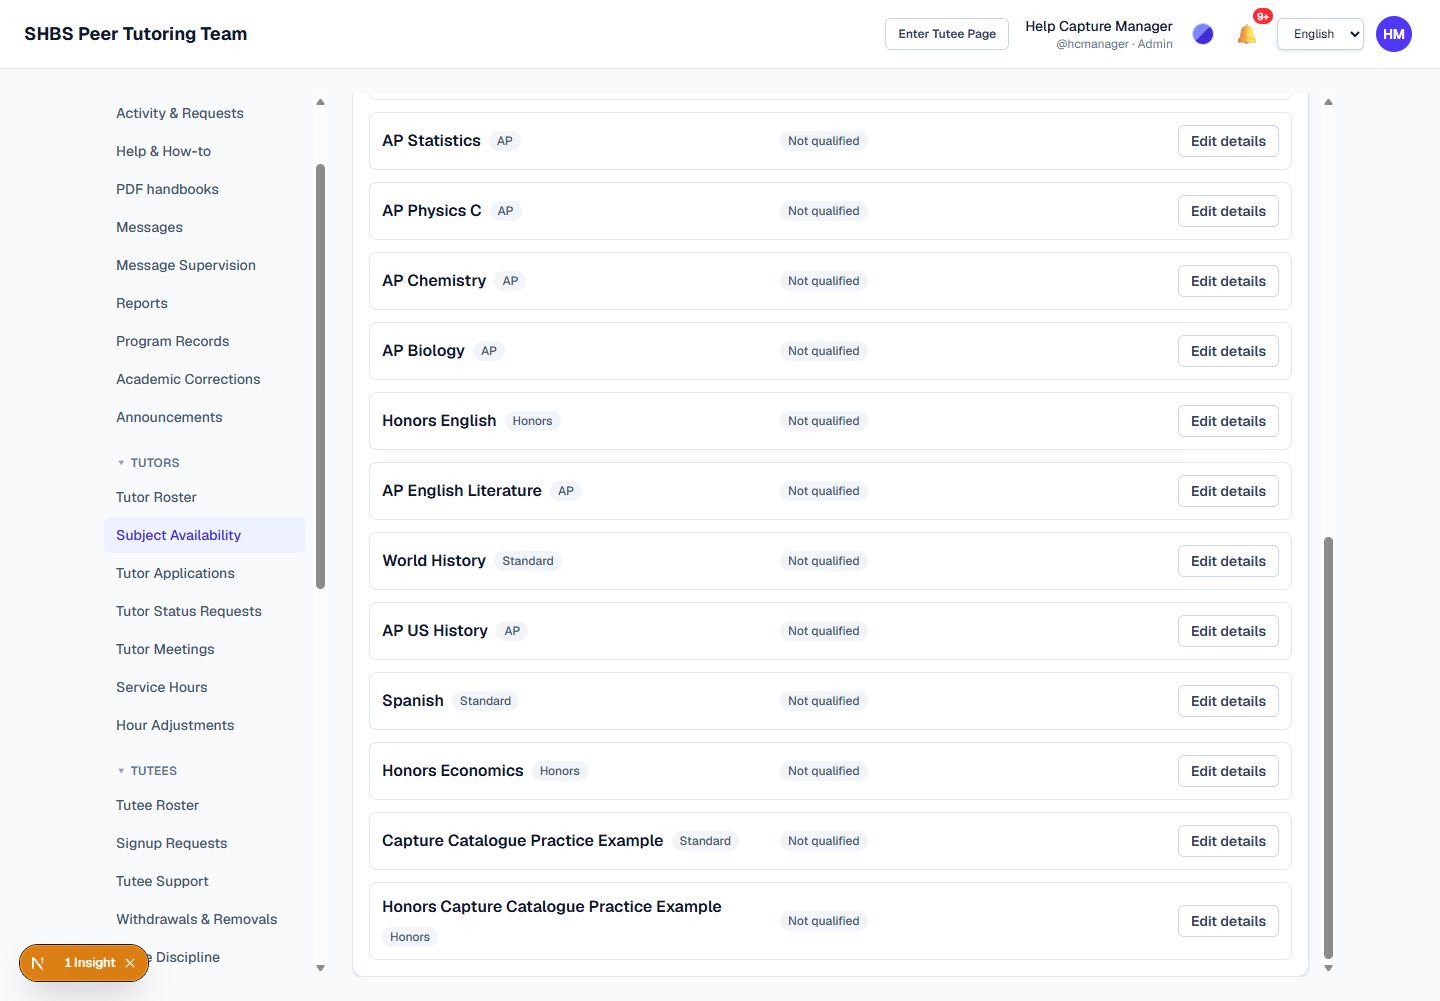 SHBS Peer Tutoring Team
Enter Tutee Page
Help Capture Manager
@hcmanager · Admin
9+
English
HM
Activity & Requests
Help & How-to
PDF handbooks
Messages
Message Supervision
Reports
Program Records
Academic Corrections
Announcements
TUTORS
Tutor Roster
Subject Availability
Tutor Applications
Tutor Status Requests
Tutor Meetings
Service Hours
Hour Adjustments
TUTEES
Tutee Roster
Signup Requests
Tutee Support
Withdrawals & Removals
Discipline
N 1 Insight
AP Statistics AP Not qualified Edit details
AP Physics C AP Not qualified Edit details
AP Chemistry AP Not qualified Edit details
AP Biology AP Not qualified Edit details
Honors English Honors Not qualified Edit details
AP English Literature AP Not qualified Edit details
World History Standard Not qualified Edit details
AP US History AP Not qualified Edit details
Spanish Standard Not qualified Edit details
Honors Economics Honors Not qualified Edit details
Capture Catalogue Practice Example Standard Not qualified Edit details
Honors Capture Catalogue Practice Example
Honors Not qualified Edit details